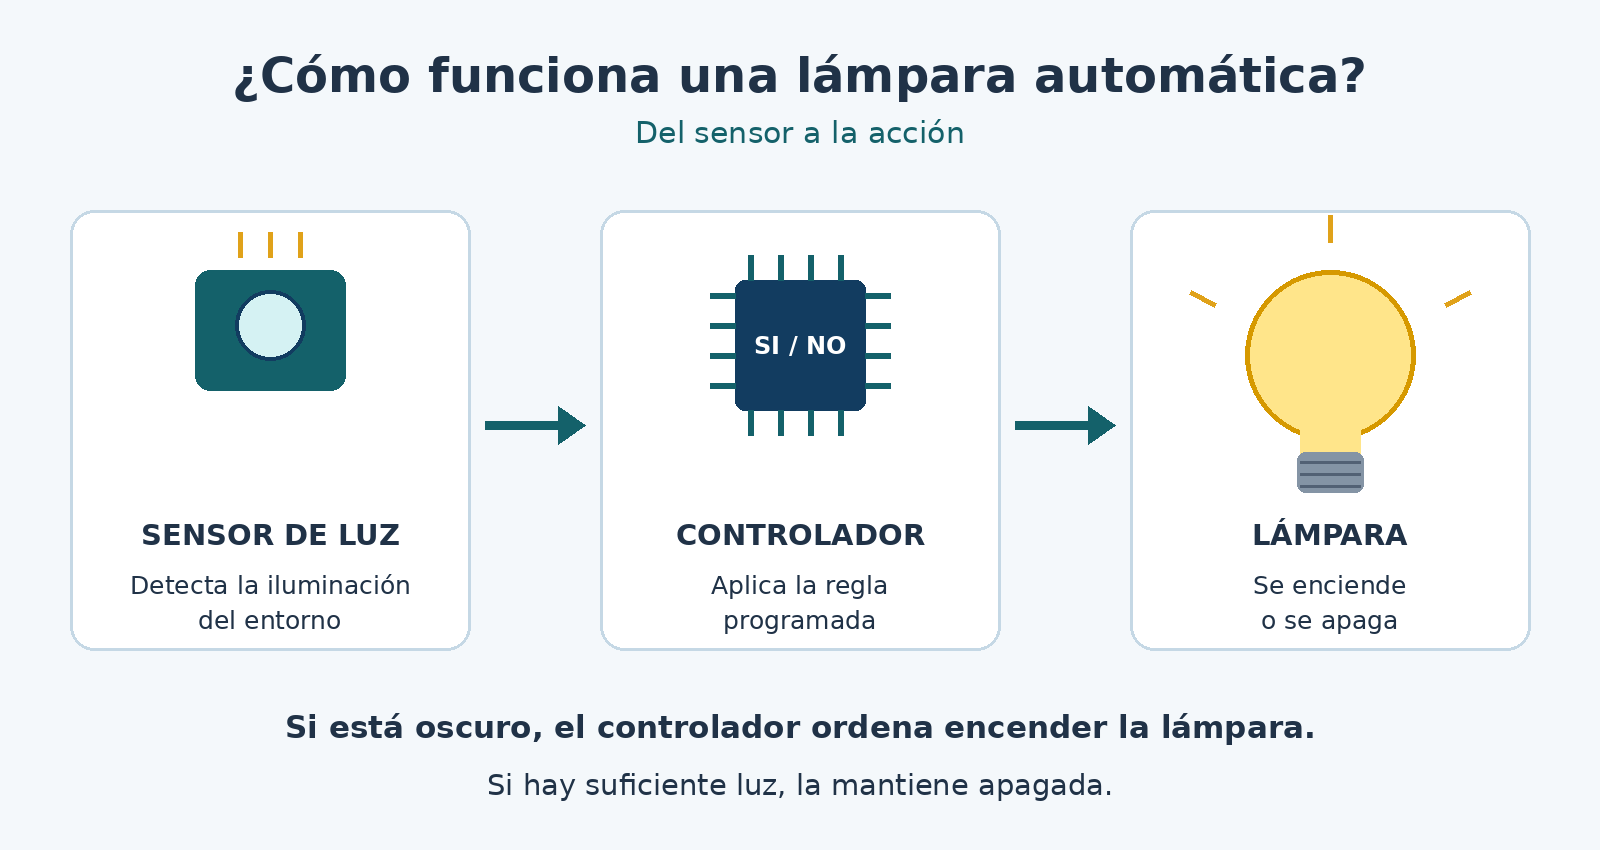 ¿Cómo funciona una lámpara automática?
Del sensor a la acción
SI / NO
SENSOR DE LUZ
Detecta la iluminación
del entorno
CONTROLADOR
Aplica la regla
programada
LÁMPARA
Se enciende
o se apaga
Si está oscuro, el controlador ordena encender la lámpara.
Si hay suficiente luz, la mantiene apagada.